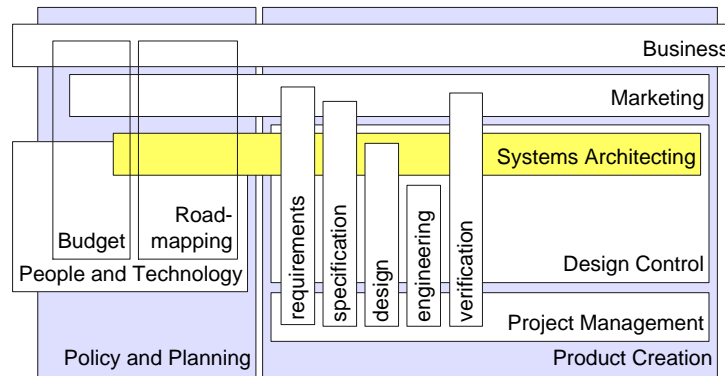 Business
Marketing
Systems Architecting
Budget
Road-
mapping
People and Technology
requirements
specification
design
engineering
verification
Design Control
Project Management
Policy and Planning
Product Creation